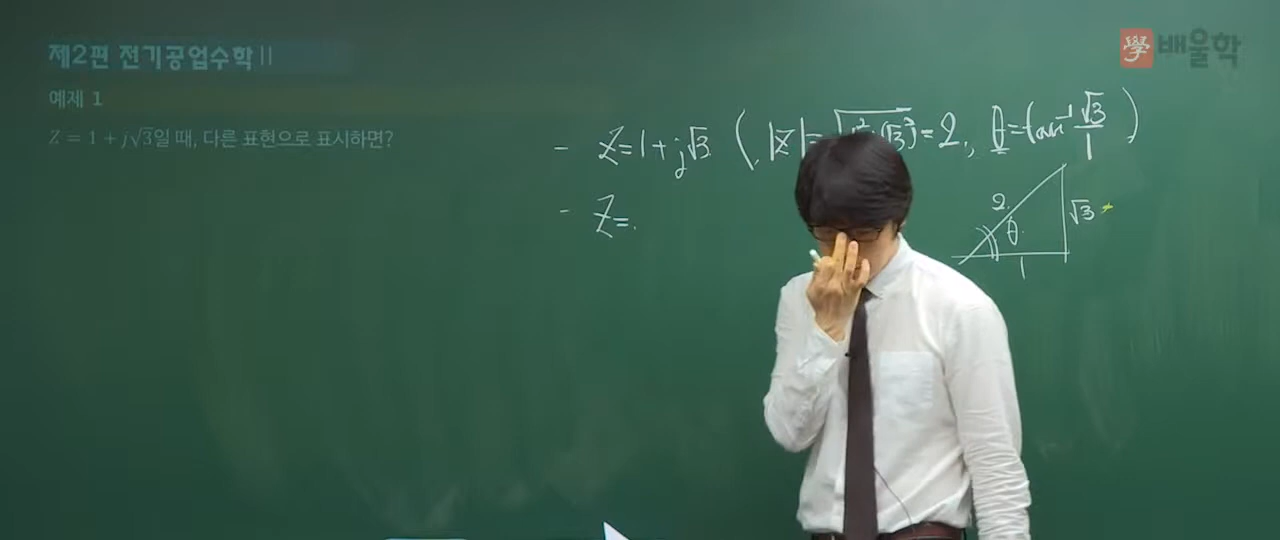 제2편 전기공업수학 II
學 배울학
예제 1
Z = 1 + j√3일 때, 다른 표현으로 표시하면?
- Z=1+j√3 (|Z|= √3)² =2, θ=tan⁻¹ √3/1 )
- Z=
2
θ
√3
1